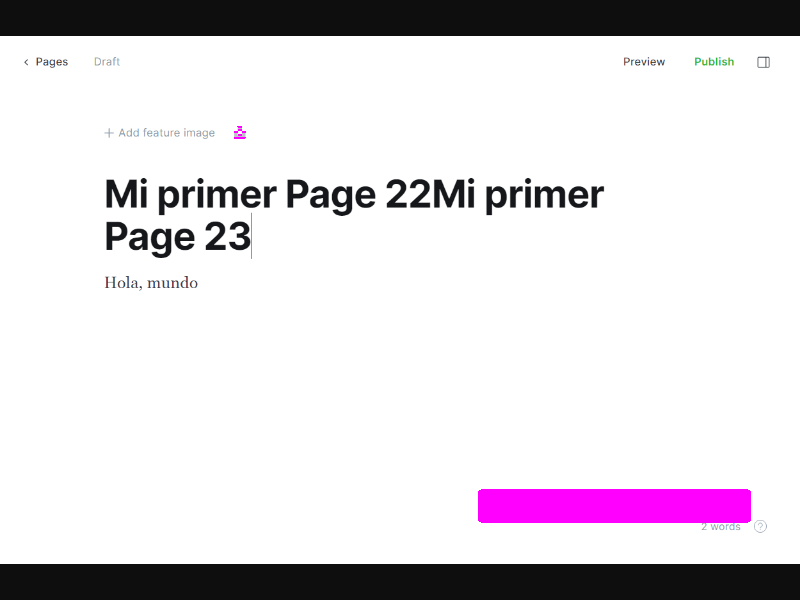 Pages
Draft
Preview
Publish
Add feature image
Mi primer Page 22Mi primer
Page 23
Hola, mundo
2 words
?